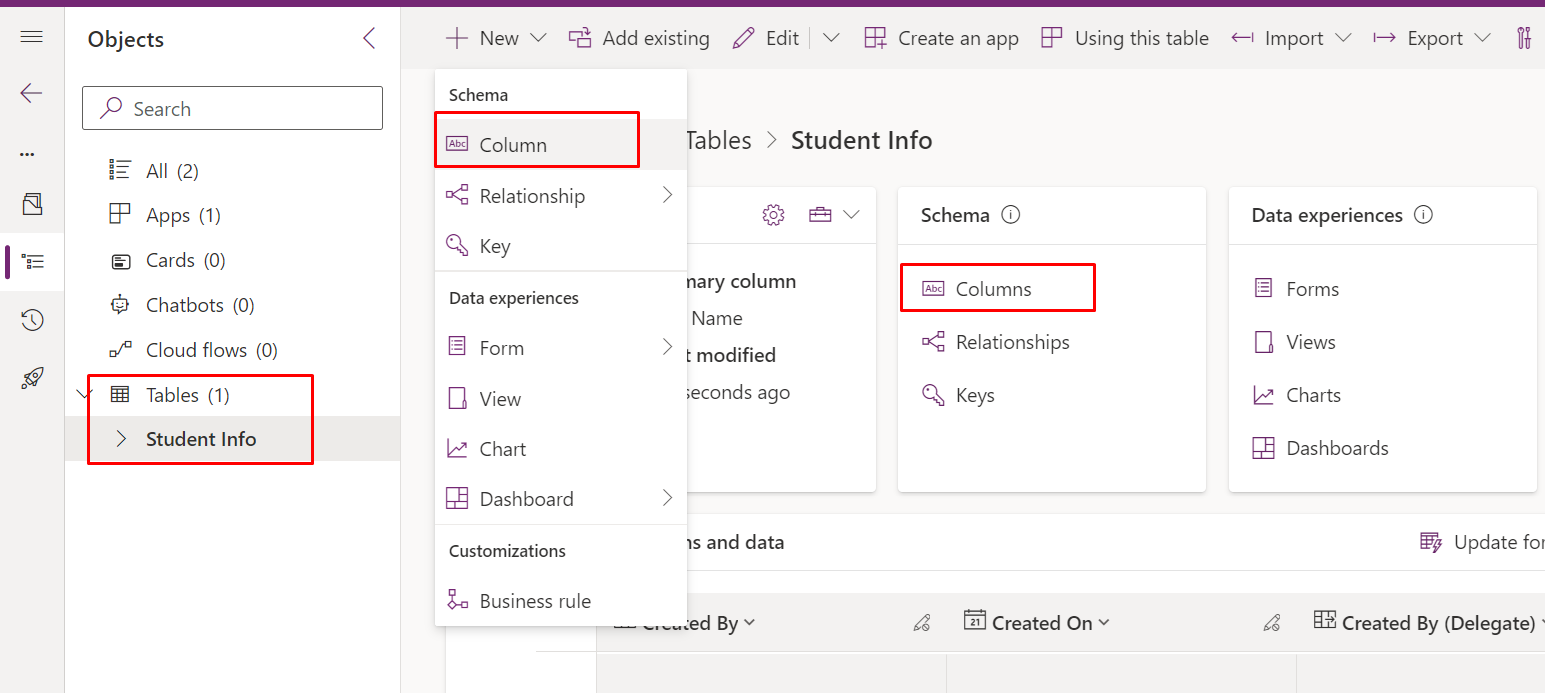 Objects
Search
All (2)
Apps (1)
Cards (0)
Chatbots (0)
Cloud flows (0)
Tables (1)
Student Info
New
Add existing
Edit
Create an app
Using this table
Import
Export
Schema
Abc Column
Relationship
Key
Data experiences
Form
View
Chart
Dashboard
Customizations
Business rule
Tables > Student Info
column
Name
modified
seconds ago
Schema
Abc Columns
Relationships
Keys
Data experiences
Forms
Views
Charts
Dashboards
and data
Update
Created By
21 Created On
Created By (Delegate)